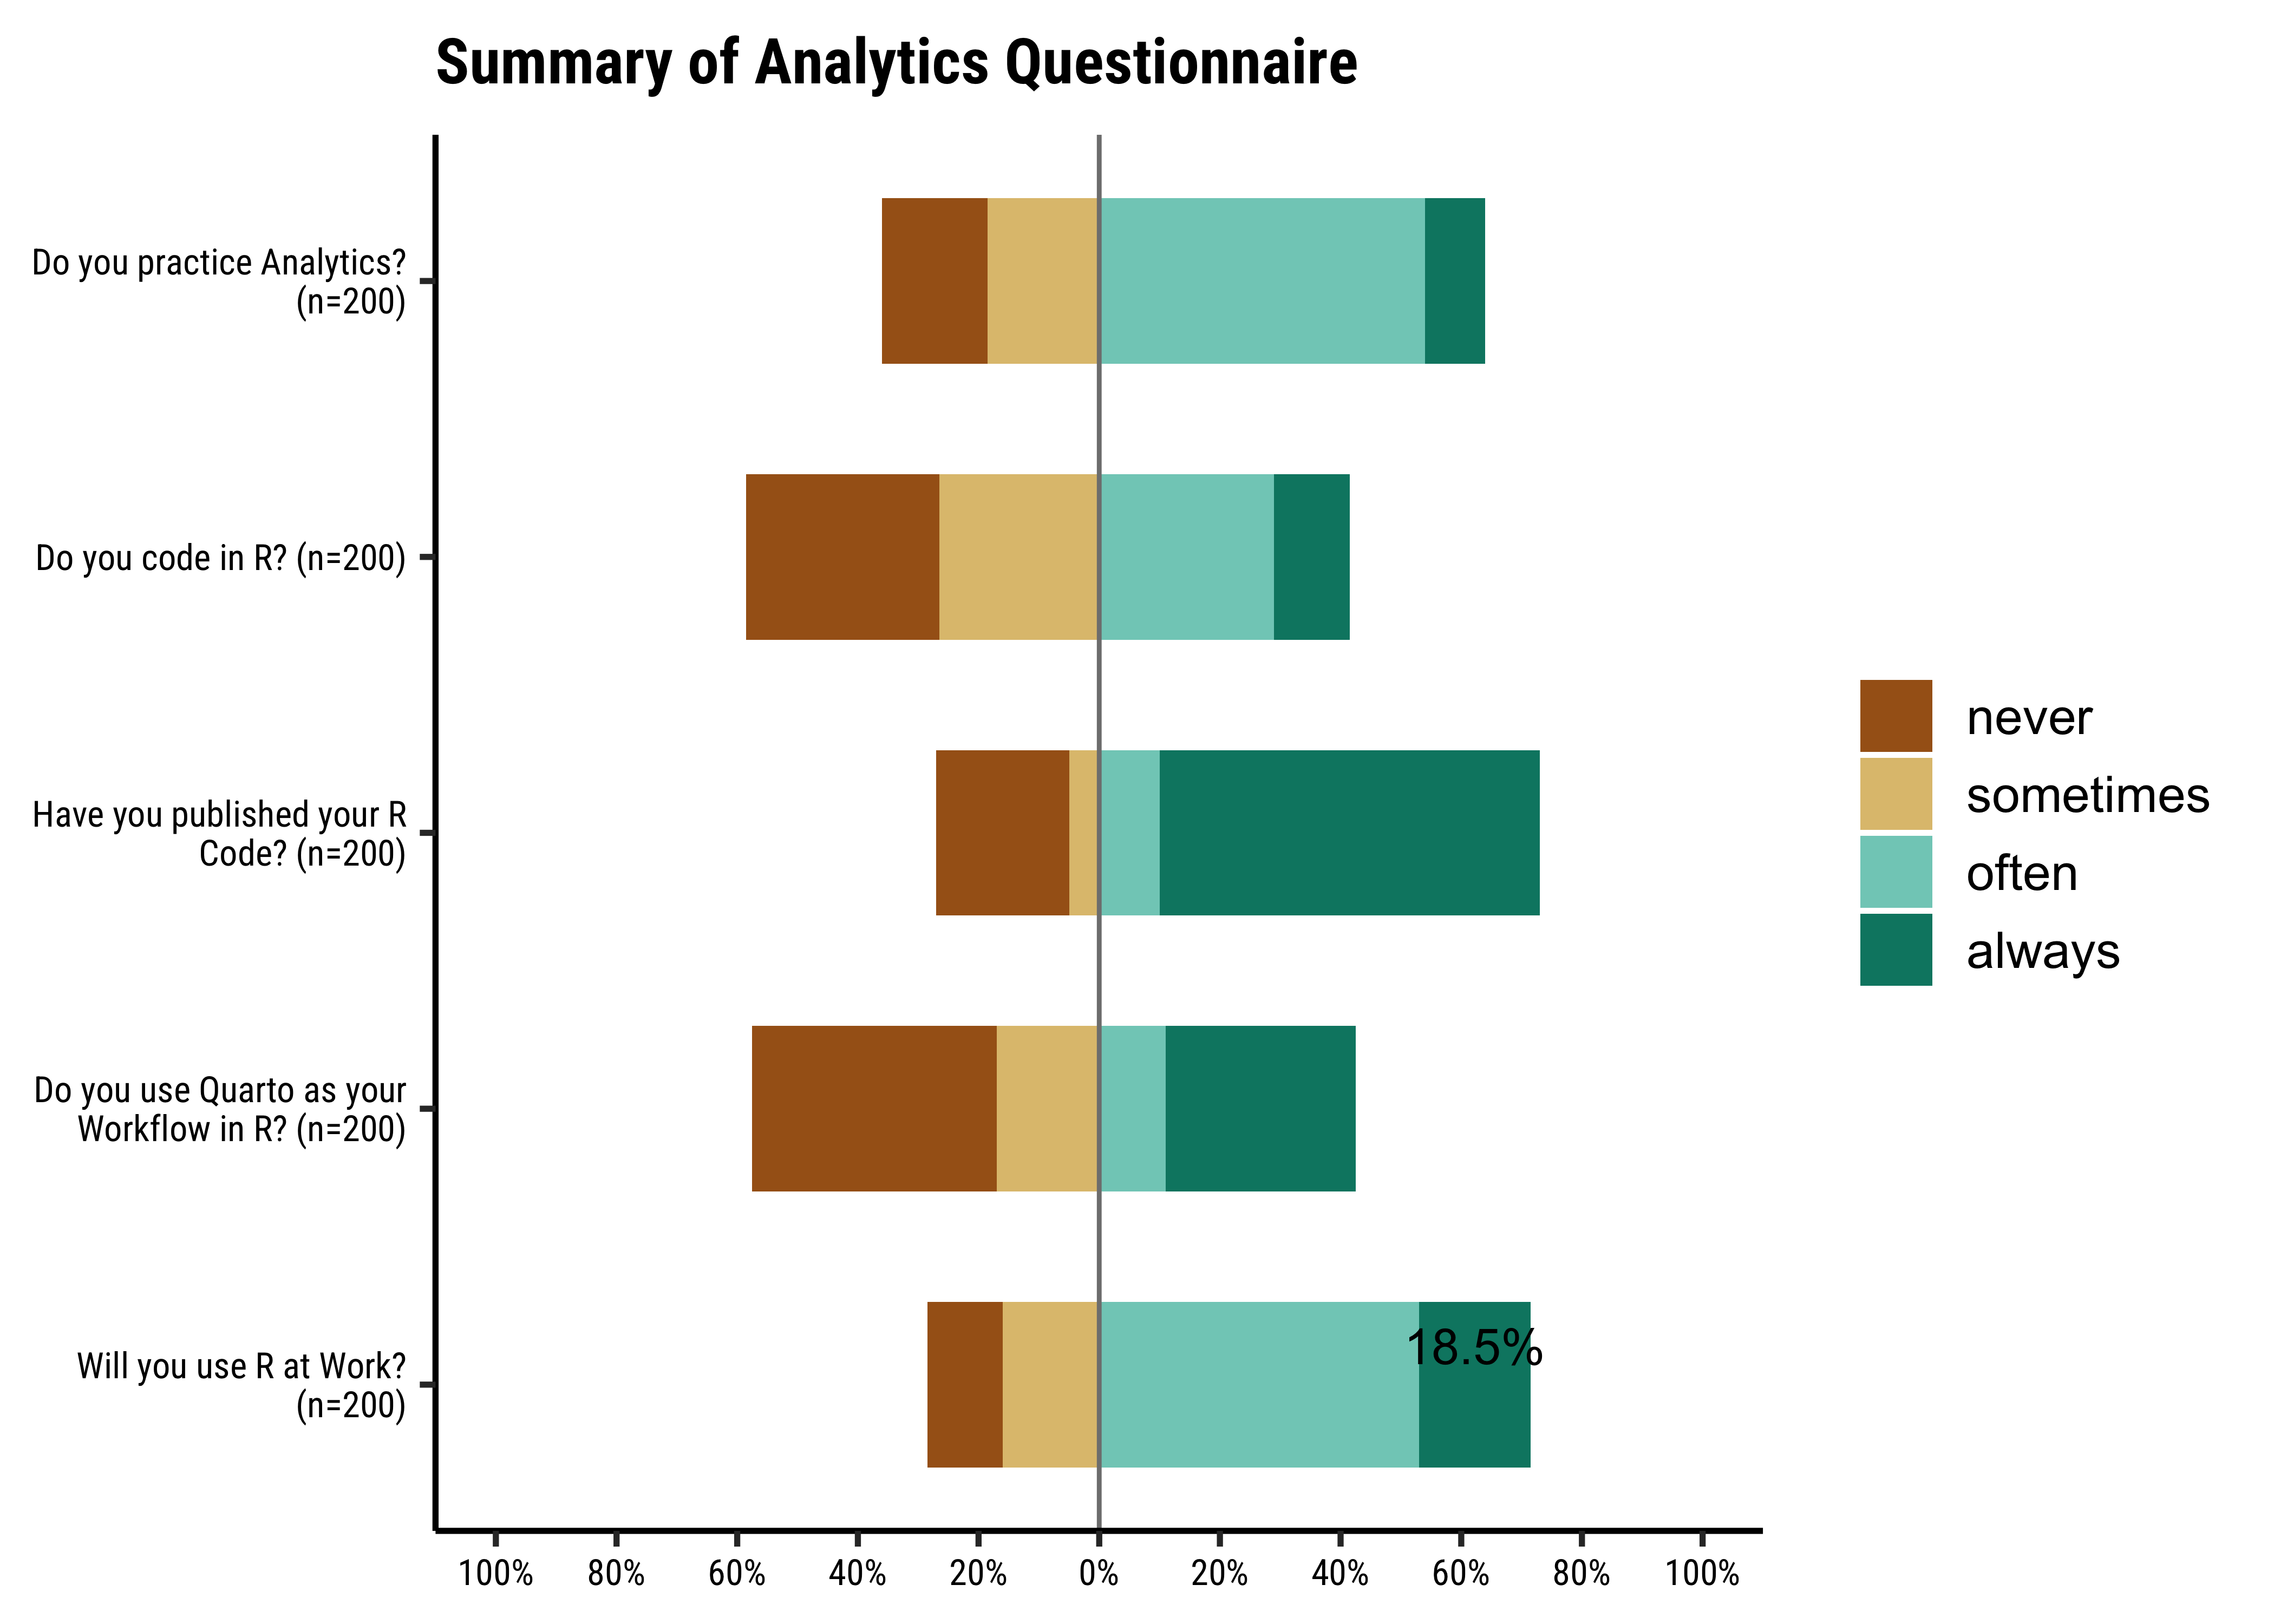 Summary of Analytics Questionnaire
Do you practice Analytics?
(n=200)
Do you code in R? (n=200)
Have you published your R
Code? (n=200)
Do you use Quarto as your
Workflow in R? (n=200)
Will you use R at Work?
(n=200)
18.5%
100% 80% 60% 40% 20% 0% 20% 40% 60% 80% 100%
never
sometimes
often
always